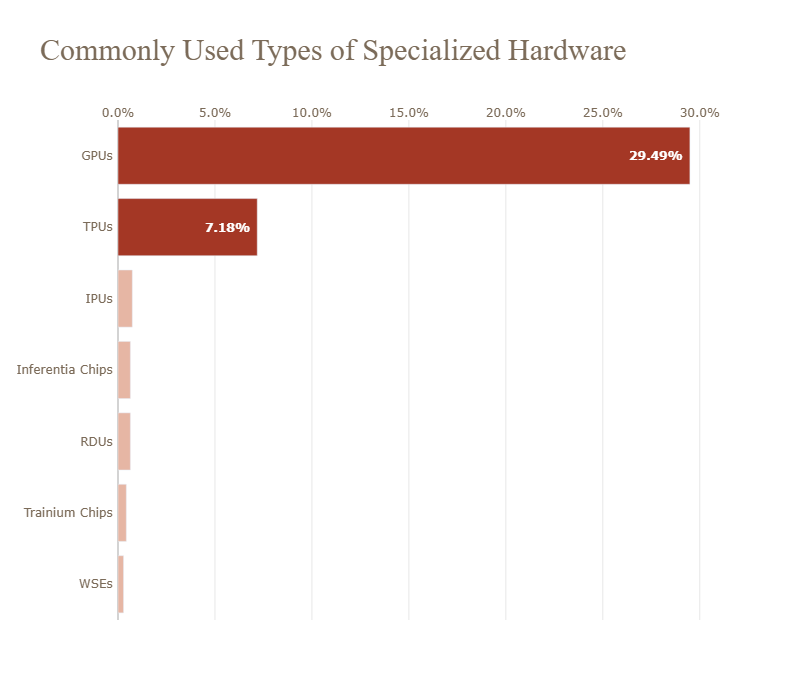 Commonly Used Types of Specialized Hardware
0.0% 5.0% 10.0% 15.0% 20.0% 25.0% 30.0%
GPUs 29.49%
TPUs 7.18%
IPUs
Inferentia Chips
RDUs
Trainium Chips
WSEs